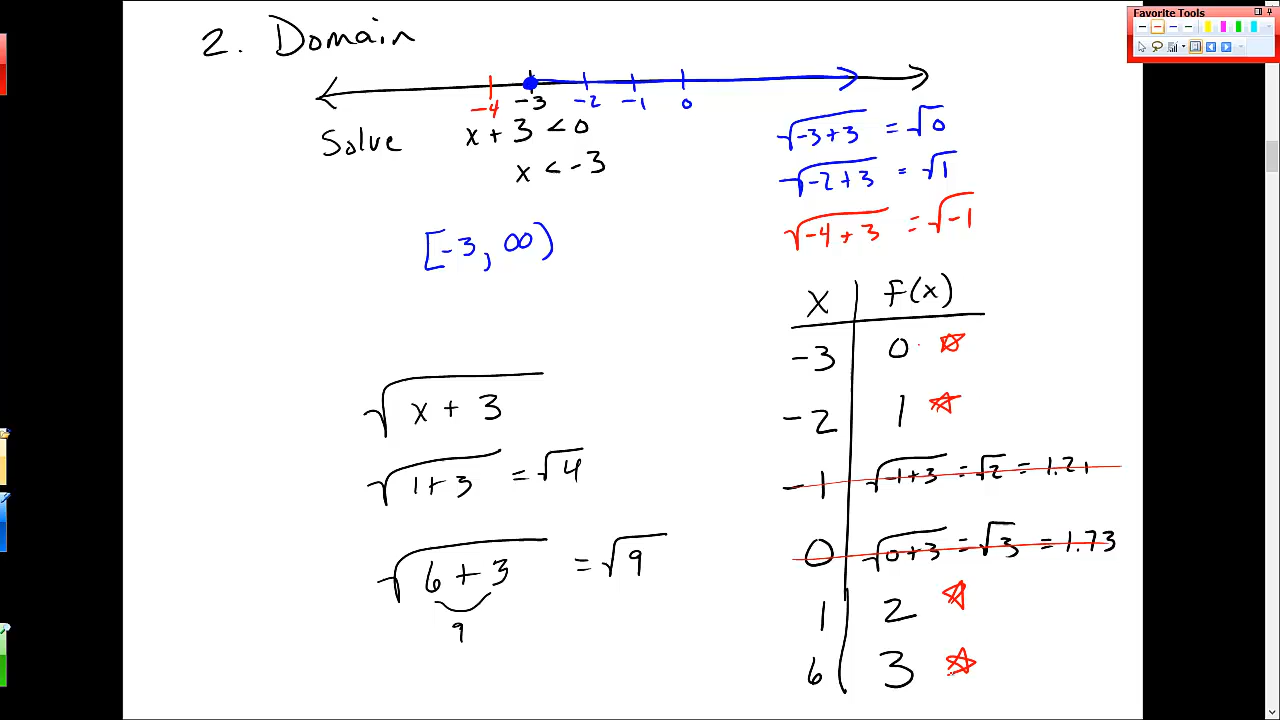 Favorite Tools
2. Domain
-4 -3 -2 -1 0
Solve x + 3 < 0
x < -3
[-3, ∞)
√-3+3 = √0
√-2+3 = √1
√-4+3 = √-1
x f(x)
-3 0
-2 1
-1 √-1+3 = √2 = 1.21
0 √0+3 = √3 = 1.73
1 2
6 3
√x + 3
√1+3 = √4
√6+3 = √9
9